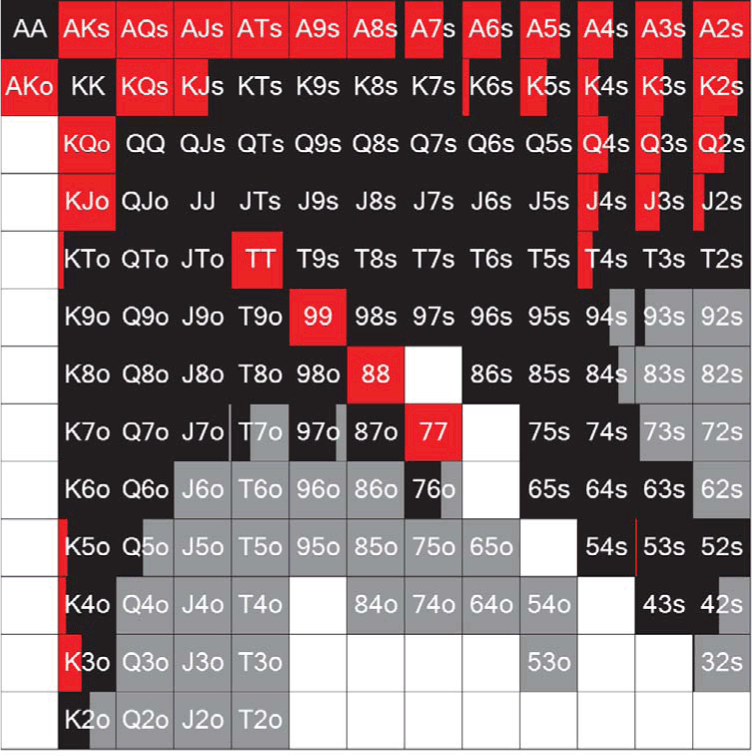 AA AKs AQs AJs ATs A9s A8s A7s A6s A5s A4s A3s A2s
AKo KK KQs KJs KTs K9s K8s K7s K6s K5s K4s K3s K2s
KQo QQ QJs QTs Q9s Q8s Q7s Q6s Q5s Q4s Q3s Q2s
KJo QJo JJ JTs J9s J8s J7s J6s J5s J4s J3s J2s
KTo QTo JTo TT T9s T8s T7s T6s T5s T4s T3s T2s
K9o Q9o J9o T9o 99 98s 97s 96s 95s 94s 93s 92s
K8o Q8o J8o T8o 98o 88 86s 85s 84s 83s 82s
K7o Q7o J7o T7o 97o 87o 77 75s 74s 73s 72s
K6o Q6o J6o T6o 96o 86o 76o 65s 64s 63s 62s
K5o Q5o J5o T5o 95o 85o 75o 65o 54s 53s 52s
K4o Q4o J4o T4o 84o 74o 64o 54o 43s 42s
K3o Q3o J3o T3o 53o 32s
K2o Q2o J2o T2o